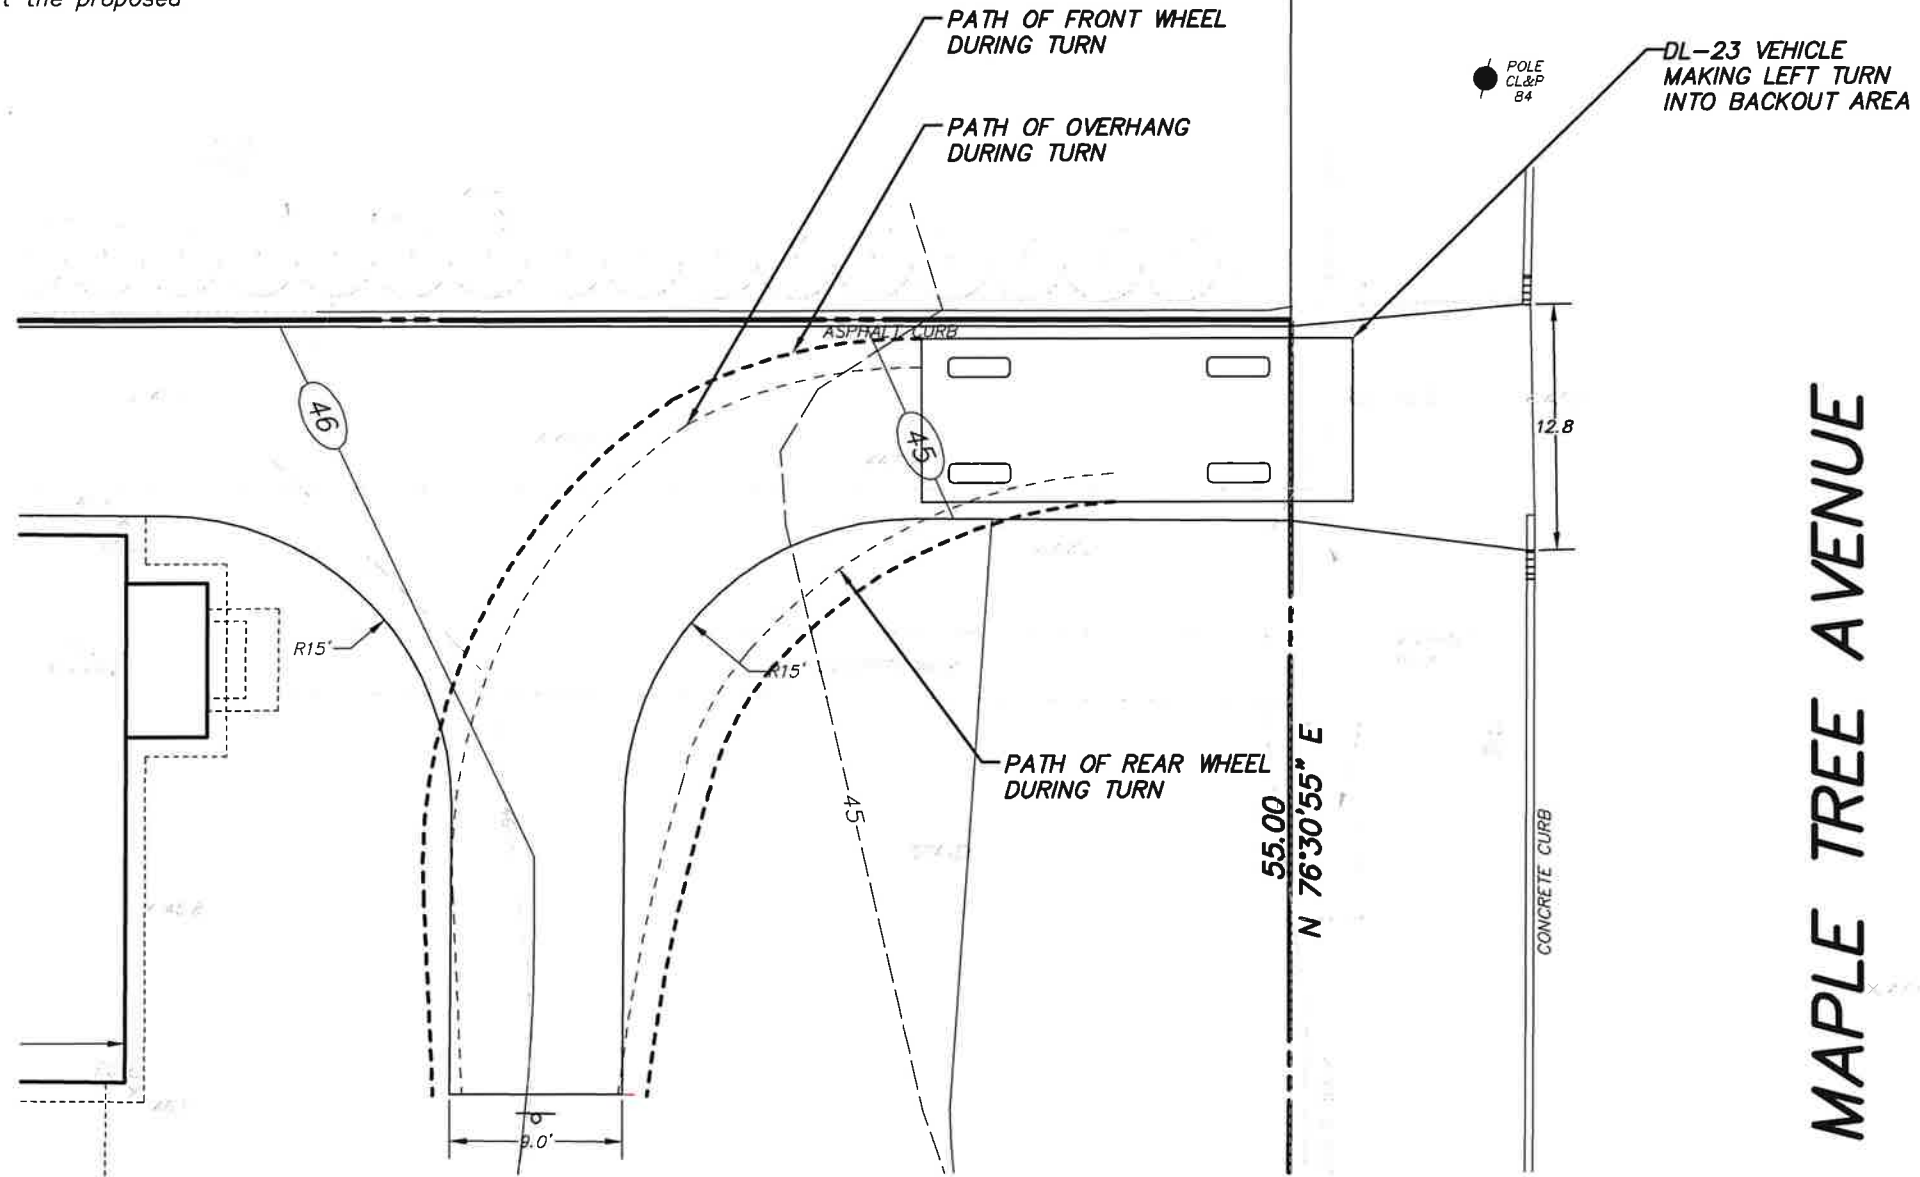 the proposed
PATH OF FRONT WHEEL
DURING TURN
POLE
CL&P
84
DL-23 VEHICLE
MAKING LEFT TURN
INTO BACKOUT AREA
PATH OF OVERHANG
DURING TURN
ASPHALT CURB
46
45
12.8
R15'
R15'
PATH OF REAR WHEEL
DURING TURN
45
55.00
N 76°30'55" E
CONCRETE CURB
MAPLE TREE AVENUE
9.0'